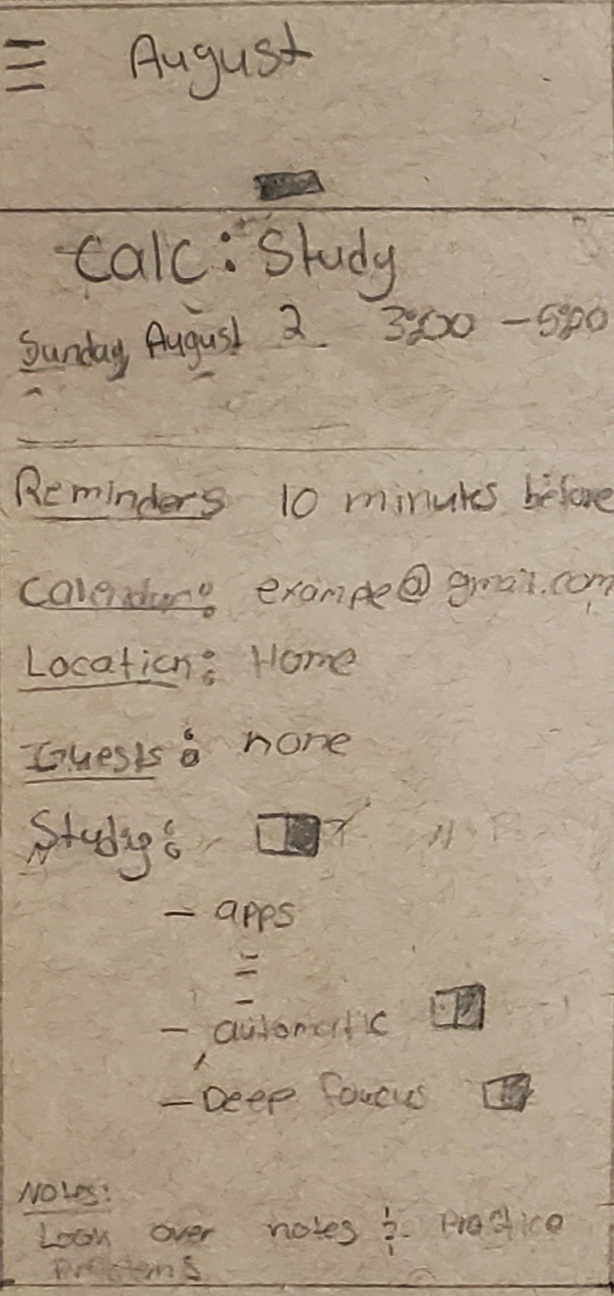 August
Calc: Study
Sunday, August 2 3:00 - 5:00
Reminders 10 minutes before
Calendar: exampe@gmail.com
Location: Home
Guests: none
Study:
- apps
- automatic
- Deep foucus
Notes:
Look over notes & Practice
Problems